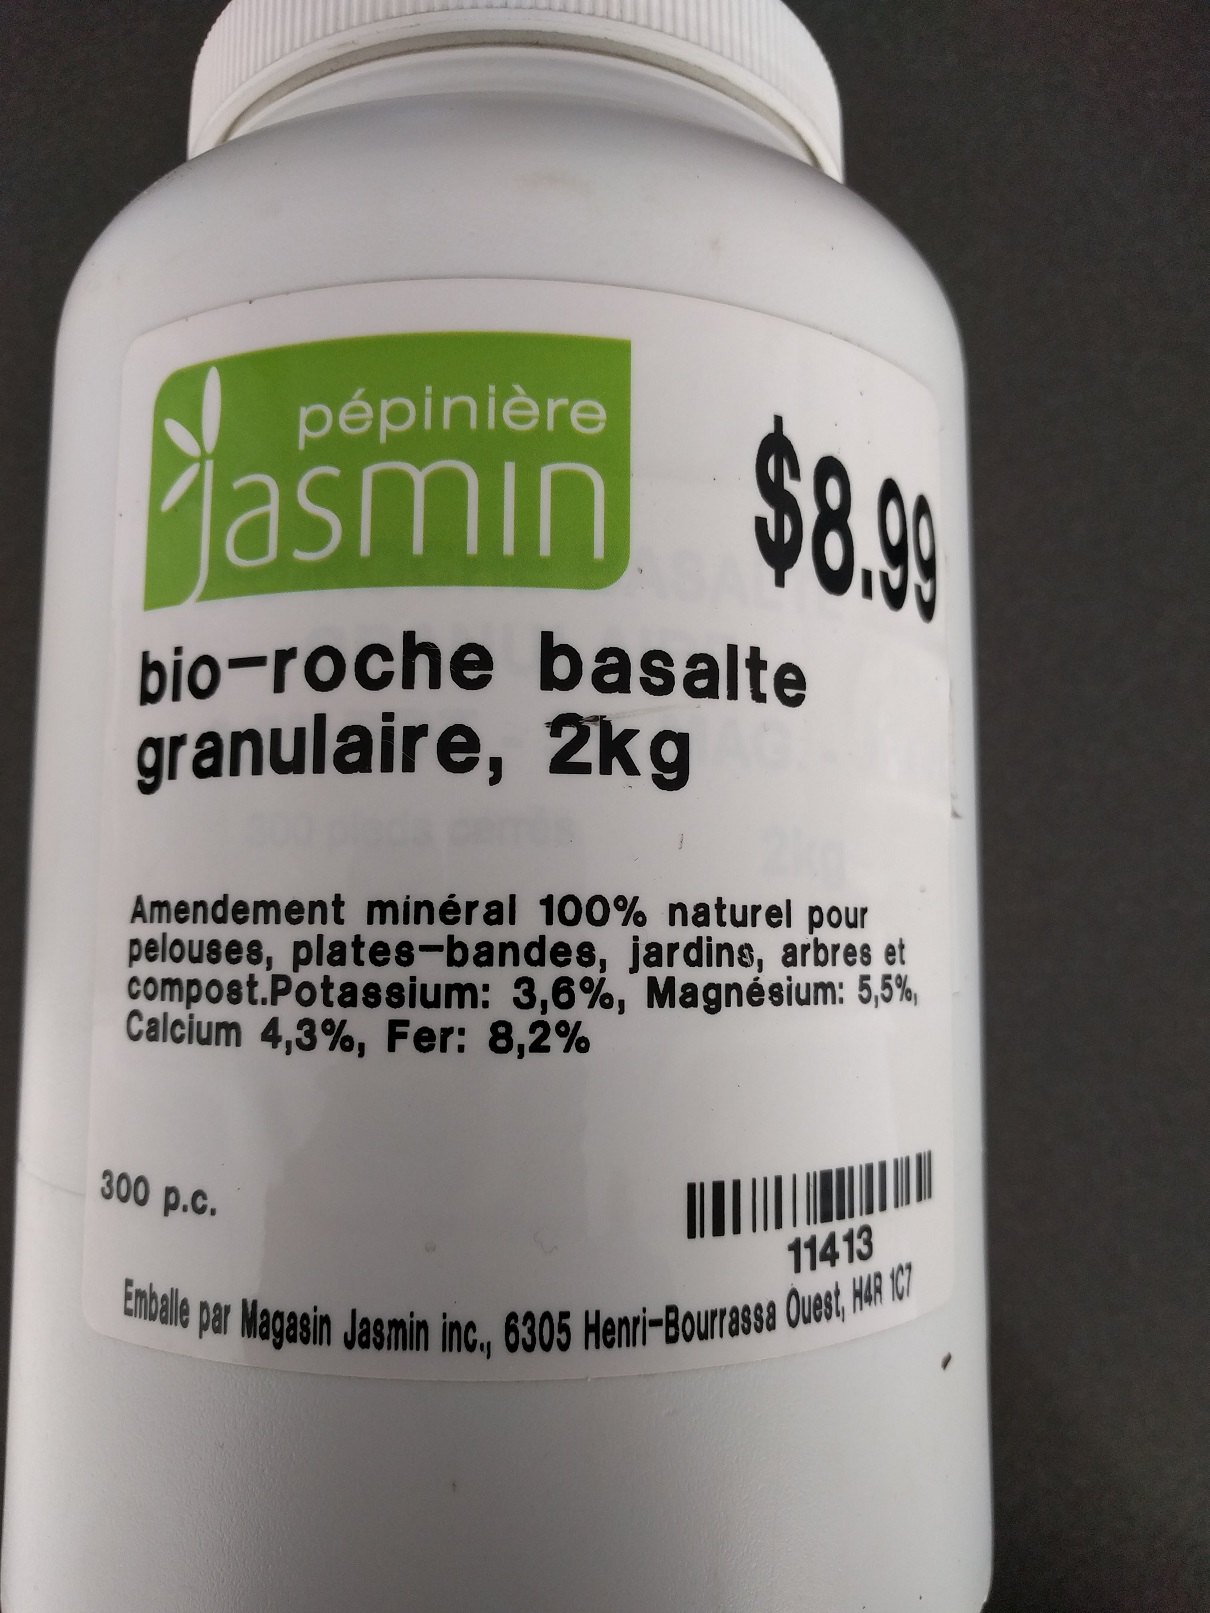 pépinière
jasmin
$8.99
bio-roche basalte
granulaire, 2kg
Amendement minéral 100% naturel pour
pelouses, plates-bandes, jardins, arbres et
compost.Potassium: 3,6%, Magnésium: 5,5%,
Calcium 4,3%, Fer: 8,2%
300 p.c.
11413
Emballe par Magasin Jasmin inc., 6305 Henri-Bourrassa Ouest, H4R 1C7